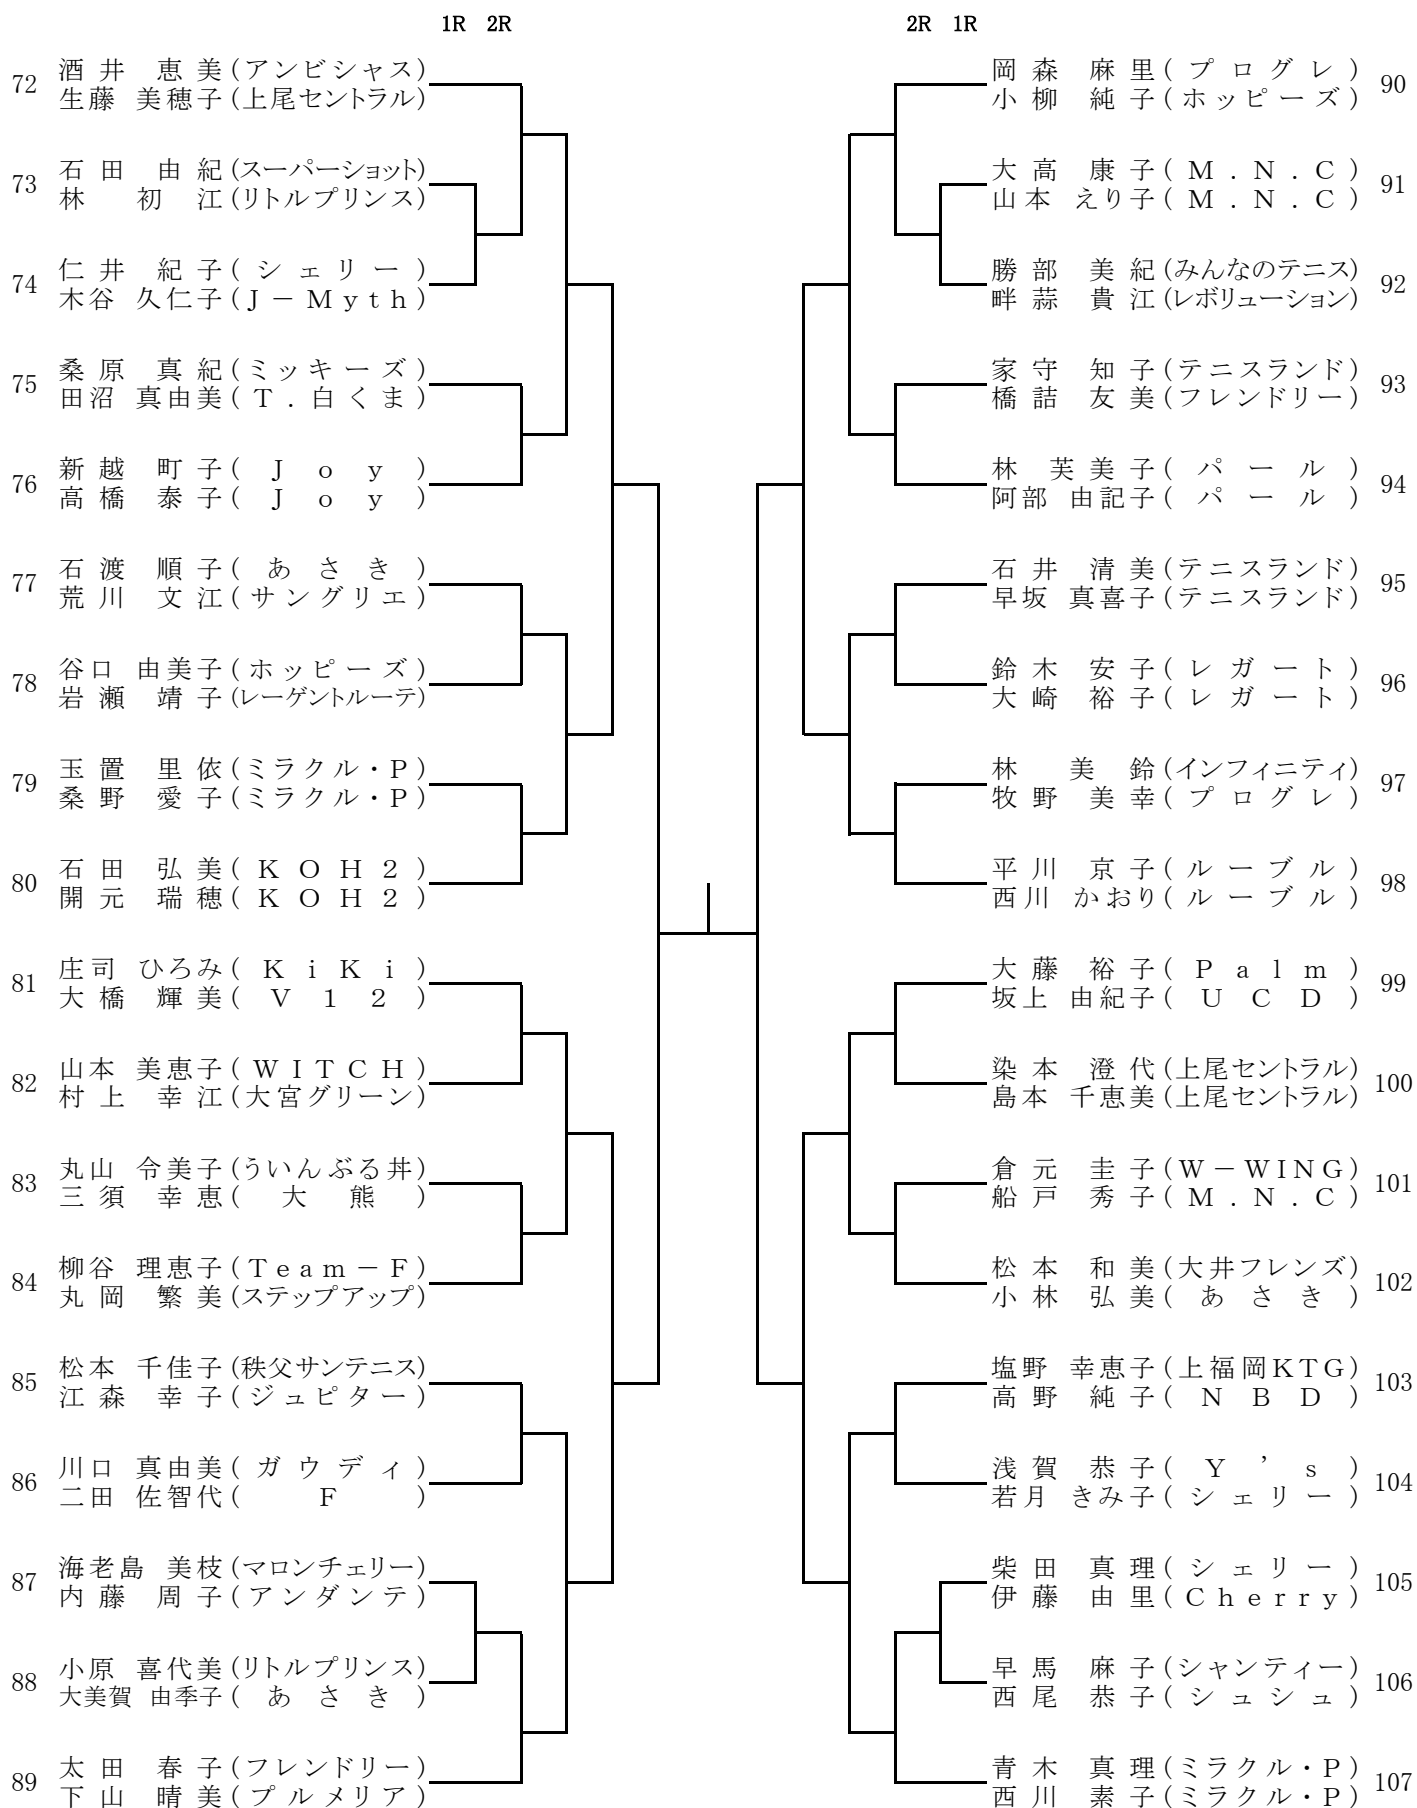 1R 2R
72 酒井 恵美(アンビシャス)
生藤 美穂子(上尾セントラル)
73 石田 由紀(スーパーショット)
林 初江(リトルプリンス)
74 仁井 紀子(シェリー)
木谷 久仁子(J－Myth)
75 桑原 真紀(ミッキーズ)
田沼 真由美(T.白くま)
76 新越 町子(Joy)
高橋 泰子(Joy)
77 石渡 順子(あさき)
荒川 文江(サングリエ)
78 谷口 由美子(ホッピーズ)
岩瀬 靖子(レーゲントルーテ)
79 玉置 里依(ミラクル・P)
桑野 愛子(ミラクル・P)
80 石田 弘美(KOH2)
開元 瑞穂(KOH2)
81 庄司 ひろみ(KiKi)
大橋 輝美(V12)
82 山本 美恵子(WITCH)
村上 幸江(大宮グリーン)
83 丸山 令美子(ういんぶる丼)
三須 幸恵(大熊)
84 柳谷 理恵子(Team－F)
丸岡 繁美(ステップアップ)
85 松本 千佳子(秩父サンテニス)
江森 幸子(ジュピター)
86 川口 真由美(ガウディ)
二田 佐智代(F)
87 海老島 美枝(マロンチェリー)
内藤 周子(アンダンテ)
88 小原 喜代美(リトルプリンス)
大美賀 由季子(あさき)
89 太田 春子(フレンドリー)
下山 晴美(プルメリア)
2R 1R
岡森 麻里(プログレ) 90
小柳 純子(ホッピーズ)
大高 康子(M.N.C) 91
山本 えり子(M.N.C)
勝部 美紀(みんなのテニス) 92
畔蒜 貴江(レボリューション)
家守 知子(テニスランド) 93
橋詰 友美(フレンドリー)
林 芙美子(パール) 94
阿部 由記子(パール)
石井 清美(テニスランド) 95
早坂 真喜子(テニスランド)
鈴木 安子(レガート) 96
大崎 裕子(レガート)
林 美鈴(インフィニティ) 97
牧野 美幸(プログレ)
平川 京子(ルーブル) 98
西川 かおり(ルーブル)
大藤 裕子(Palm) 99
坂上 由紀子(UCD)
染本 澄代(上尾セントラル) 100
島本 千恵美(上尾セントラル)
倉元 圭子(W－WING) 101
船戸 秀子(M.N.C)
松本 和美(大井フレンズ) 102
小林 弘美(あさき)
塩野 幸恵子(上福岡KTG) 103
高野 純子(NBD)
浅賀 恭子(Y’s) 104
若月 きみ子(シェリー)
柴田 真理(シェリー) 105
伊藤 由里(Cherry)
早馬 麻子(シャンティー) 106
西尾 恭子(シュシュ)
青木 真理(ミラクル・P) 107
西川 素子(ミラクル・P)